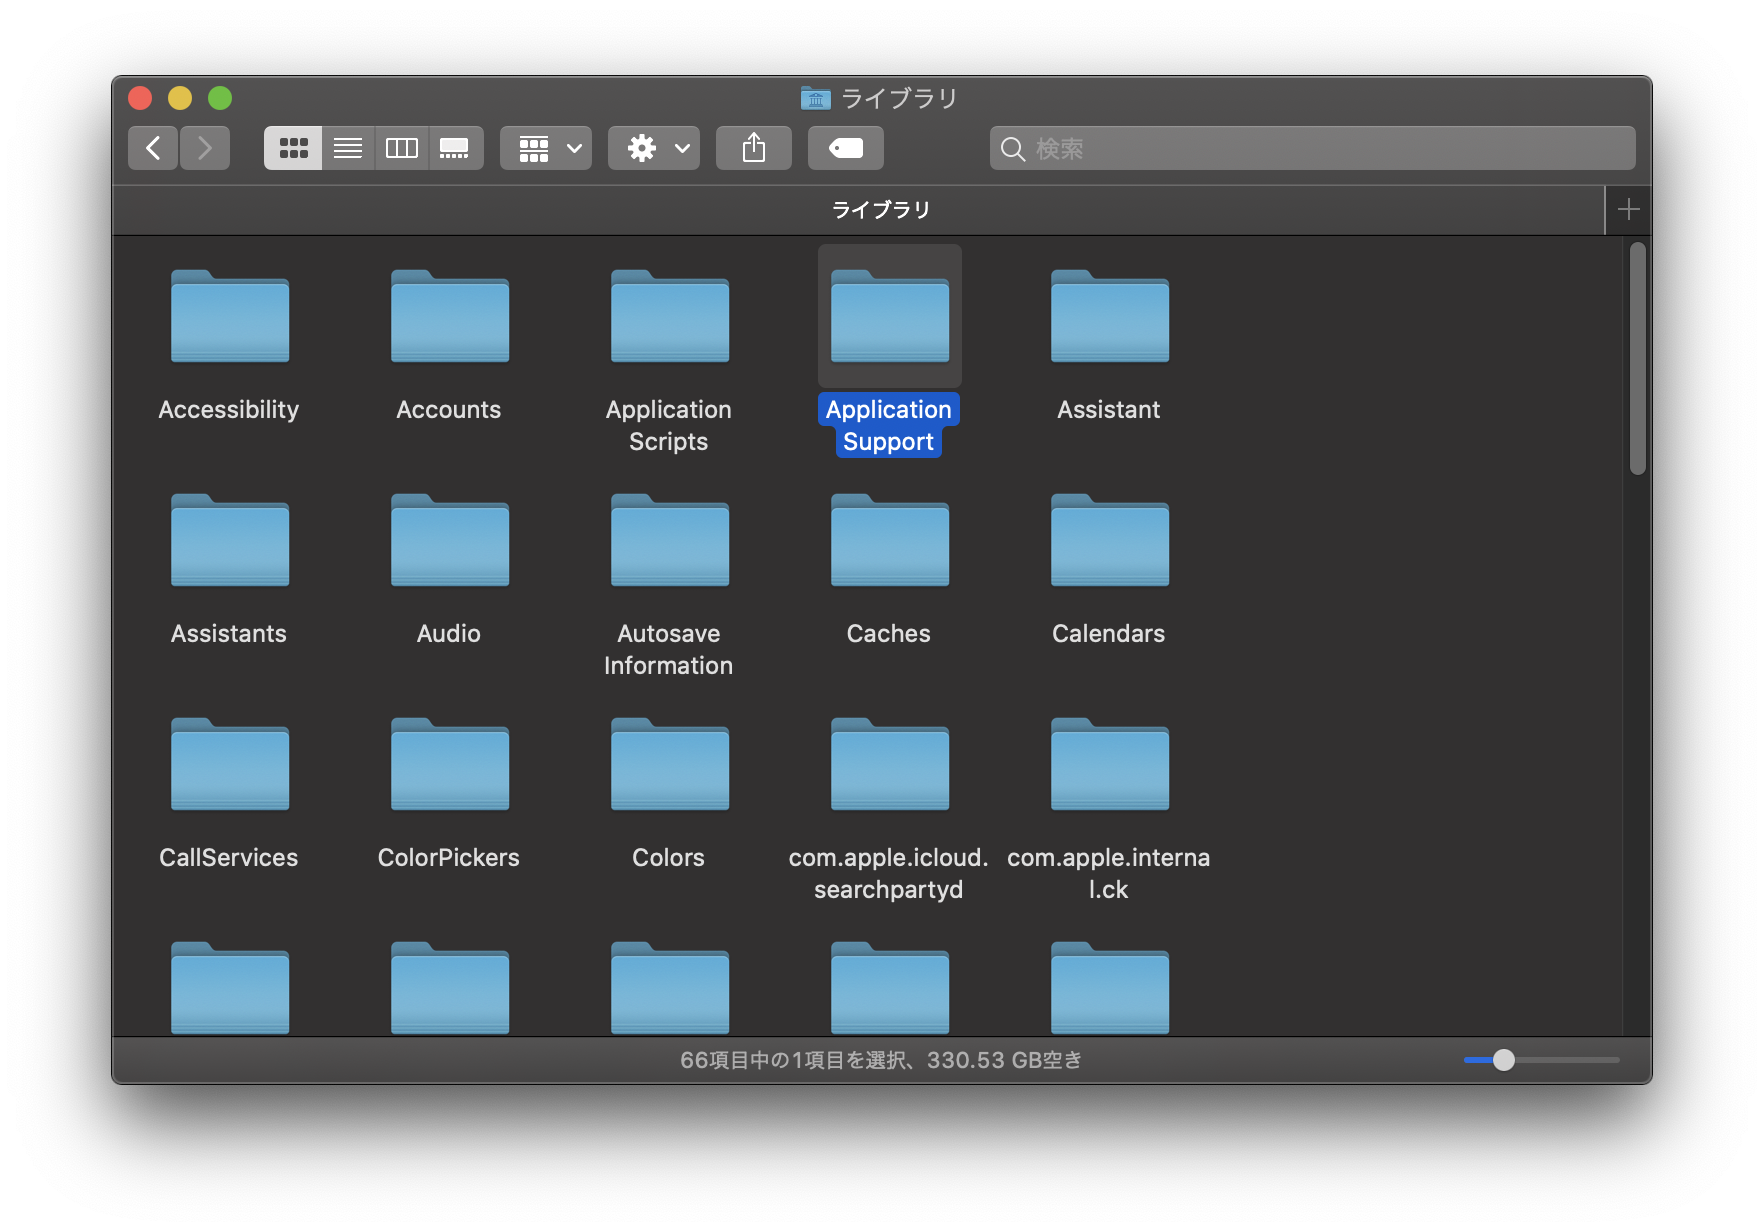 ライブラリ
検索
ライブラリ
Accessibility
Accounts
Application
Scripts
Application
Support
Assistant
Assistants
Audio
Autosave
Information
Caches
Calendars
CallServices
ColorPickers
Colors
com.apple.icloud.
searchpartyd
com.apple.interna
l.ck
66項目中の1項目を選択、330.53 GB空き